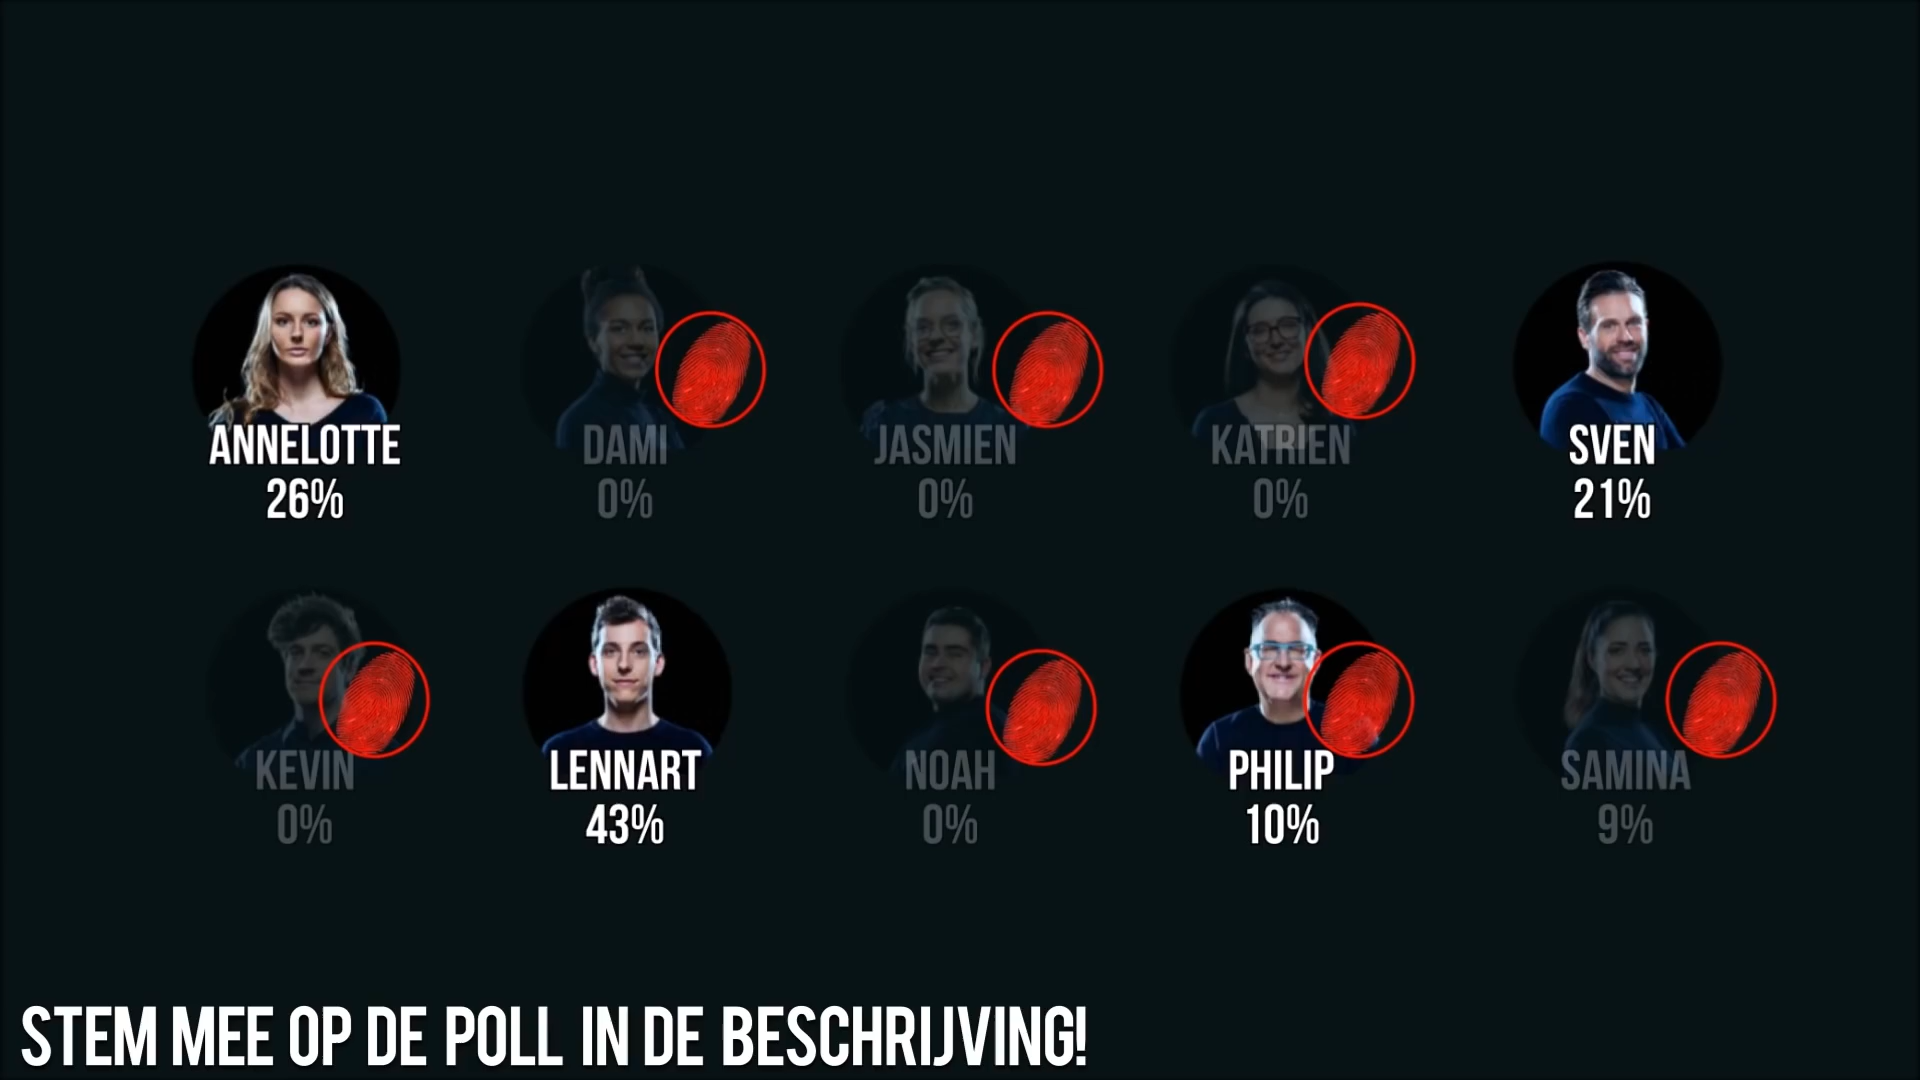 ANNELOTTE
26%
DAMI
0%
JASMIEN
0%
KATRIEN
0%
SVEN
21%
KEVIN
0%
LENNART
43%
NOAH
0%
PHILIP
10%
SAMINA
9%
STEM MEE OP DE POLL IN DE BESCHRIJVING!